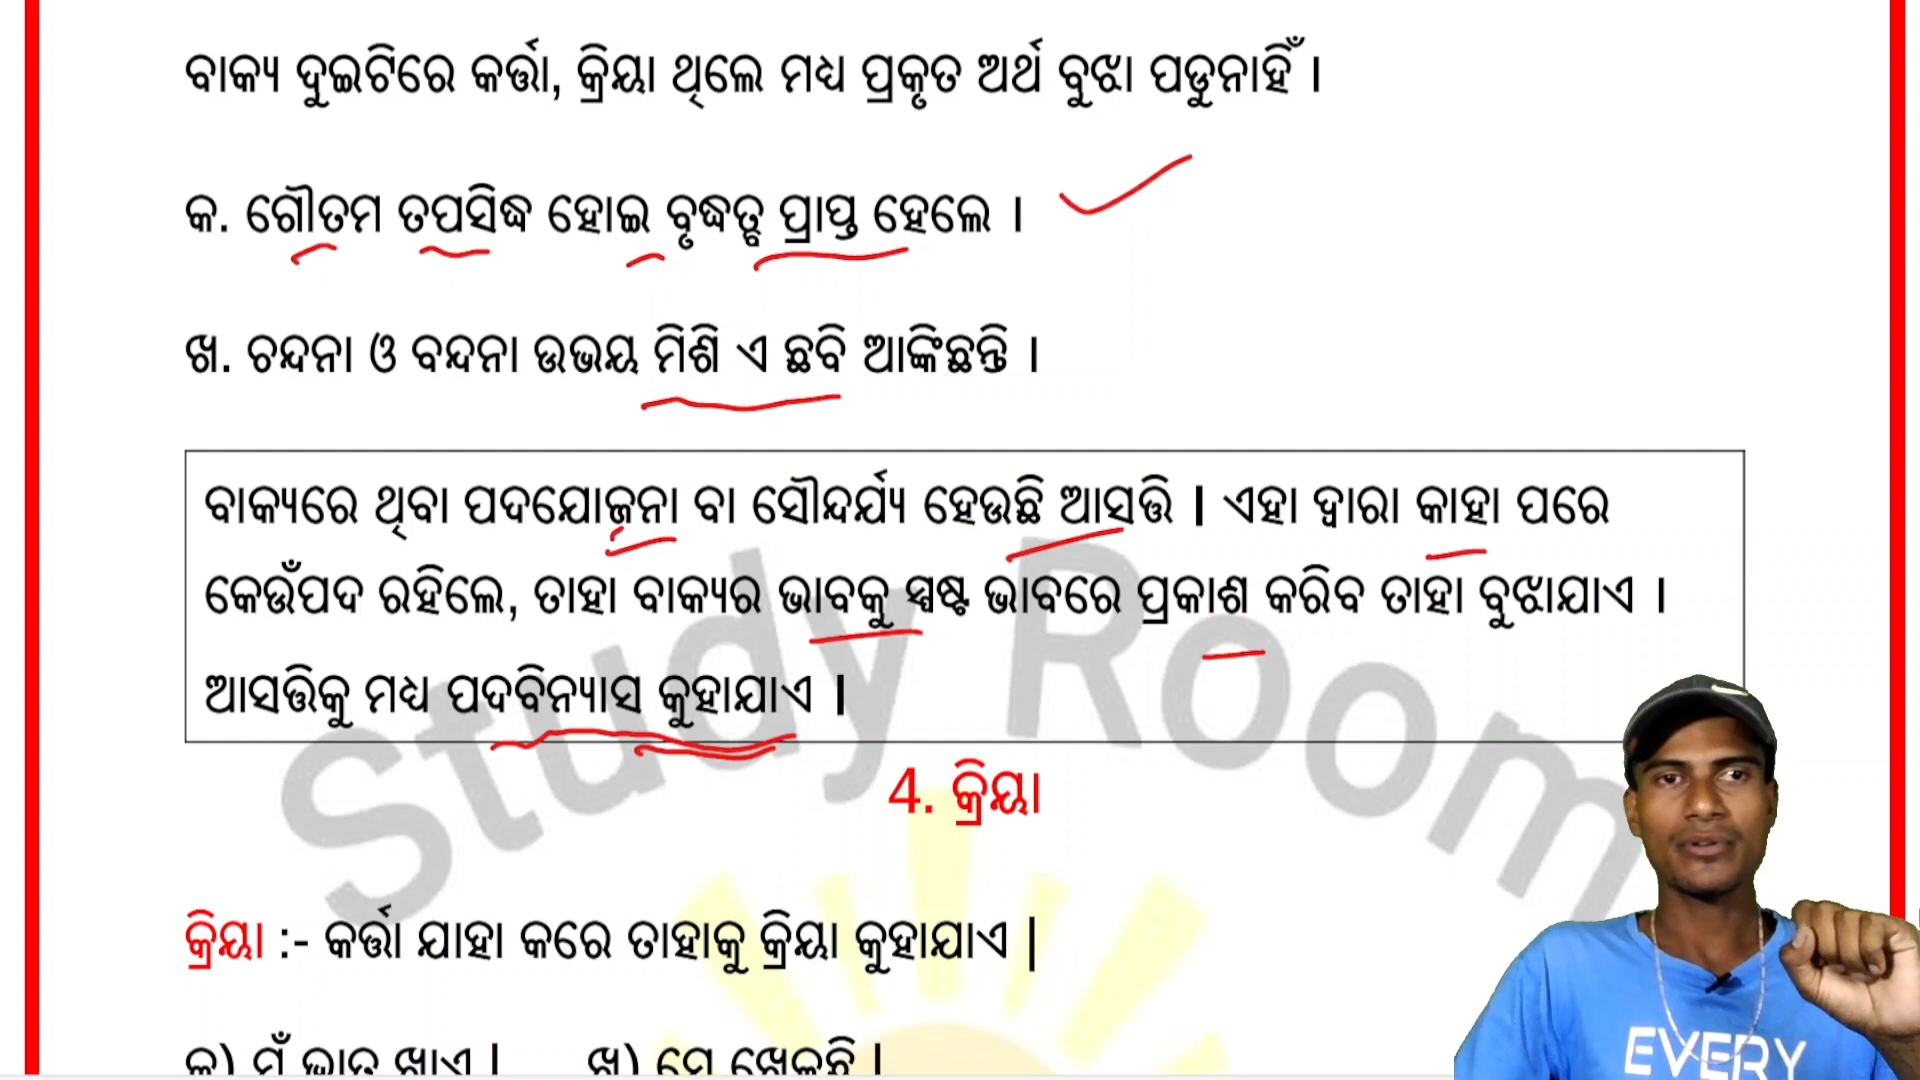 ବାକ୍ୟ ଦୁଇଟିରେ କର୍ତ୍ତା, କ୍ରିୟା ଥିଲେ ମଧ୍ୟ ପ୍ରକୃତ ଅର୍ଥ ବୁଝା ପଡୁନାହିଁ ।
କ. ଗୌତମ ତପସିଦ୍ଧ ହୋଇ ବୃଦ୍ଧତ୍ବ ପ୍ରାପ୍ତ ହେଲେ ।
ଖ. ଚନ୍ଦନା ଓ ବନ୍ଦନା ଉଭୟ ମିଶି ଏ ଛବି ଆଙ୍କିଛନ୍ତି ।
ବାକ୍ୟରେ ଥିବା ପଦଯୋଜନା ବା ସୌନ୍ଦର୍ଯ୍ୟ ହେଉଛି ଆସତ୍ତି | ଏହା ଦ୍ଵାରା କାହା ପରେ
କେଉଁପଦ ରହିଲେ, ତାହା ବାକ୍ୟର ଭାବକୁ ସ୍ପଷ୍ଟ ଭାବରେ ପ୍ରକାଶ କରିବ ତାହା ବୁଝାଯାଏ ।
ଆସତ୍ତିକୁ ମଧ୍ୟ ପଦବିନ୍ୟାସ କୁହାଯାଏ |
Study Room
4. କ୍ରିୟା
କ୍ରିୟା :- କର୍ତ୍ତା ଯାହା କରେ ତାହାକୁ କ୍ରିୟା କୁହାଯାଏ |
କ) ମୁଁ ଭାତ ଖାଏ | ଖ) ସେ ଖେଳୁଛି |
EVERY